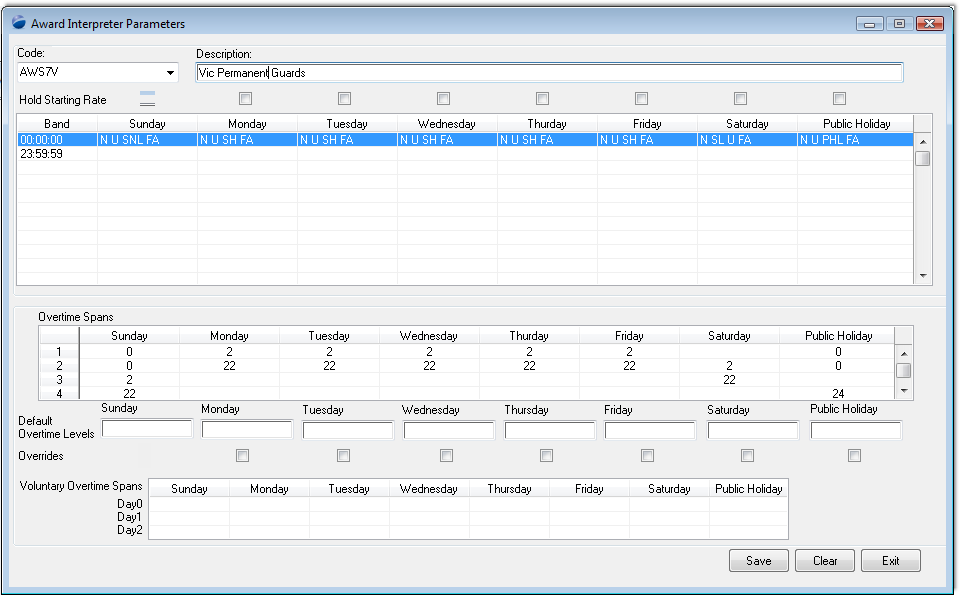 Award Interpreter Parameters
Code: Description:
AWS7V Vic Permanent Guards
Hold Starting Rate
Band Sunday Monday Tuesday Wednesday Thurday Friday Saturday Public Holiday
00:00:00 N U SNL FA N U SH FA N U SH FA N U SH FA N U SH FA N U SH FA N SL U FA N U PHL FA
23:59:59
Overtime Spans
Sunday Monday Tuesday Wednesday Thurday Friday Saturday Public Holiday
1 0 2 2 2 2 2 0
2 0 22 22 22 22 22 2 0
3 2 22
4 22 24
Sunday Monday Tuesday Wednesday Thursday Friday Saturday Public Holiday
Default
Overtime Levels
Overrides
Voluntary Overtime Spans Sunday Monday Tuesday Wednesday Thursday Friday Saturday Public Holiday
Day0
Day1
Day2
Save Clear Exit